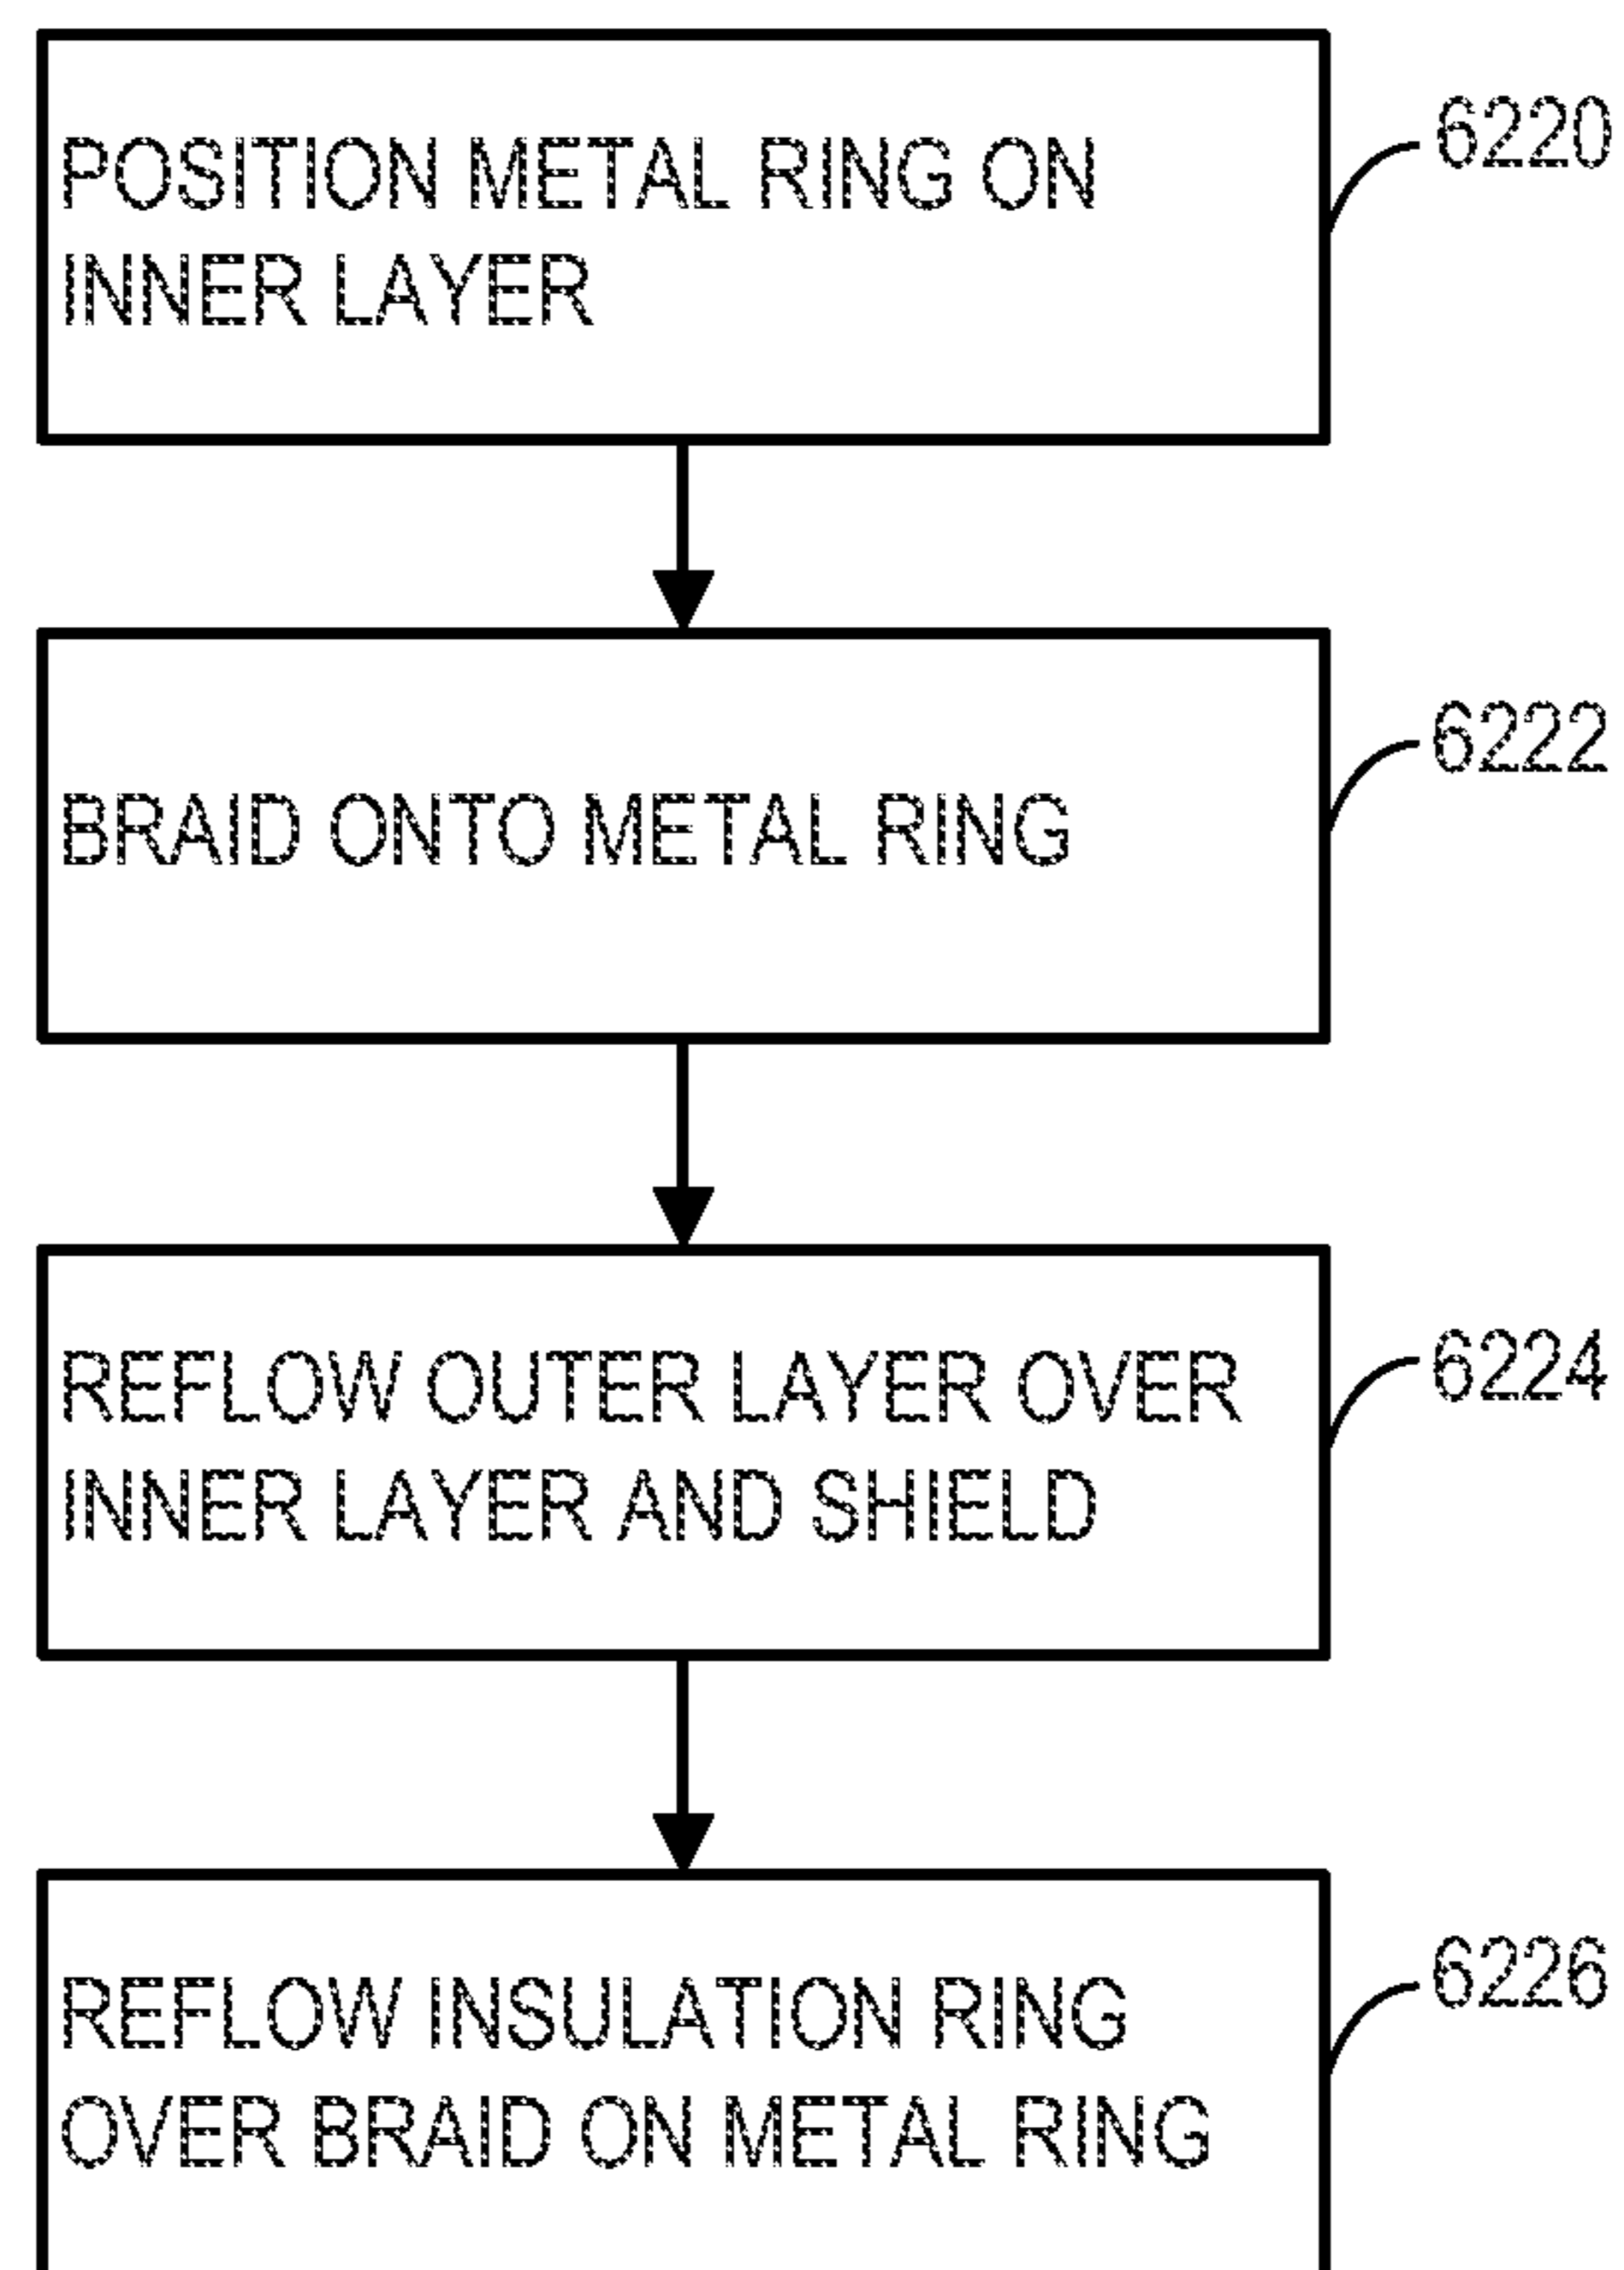 POSITION METAL RING ON
INNER LAYER
6220
BRAID ONTO METAL RING
6222
REFLOW OUTER LAYER OVER
INNER LAYER AND SHIELD
6224
REFLOW INSULATION RING
OVER BRAID ON METAL RING
6226